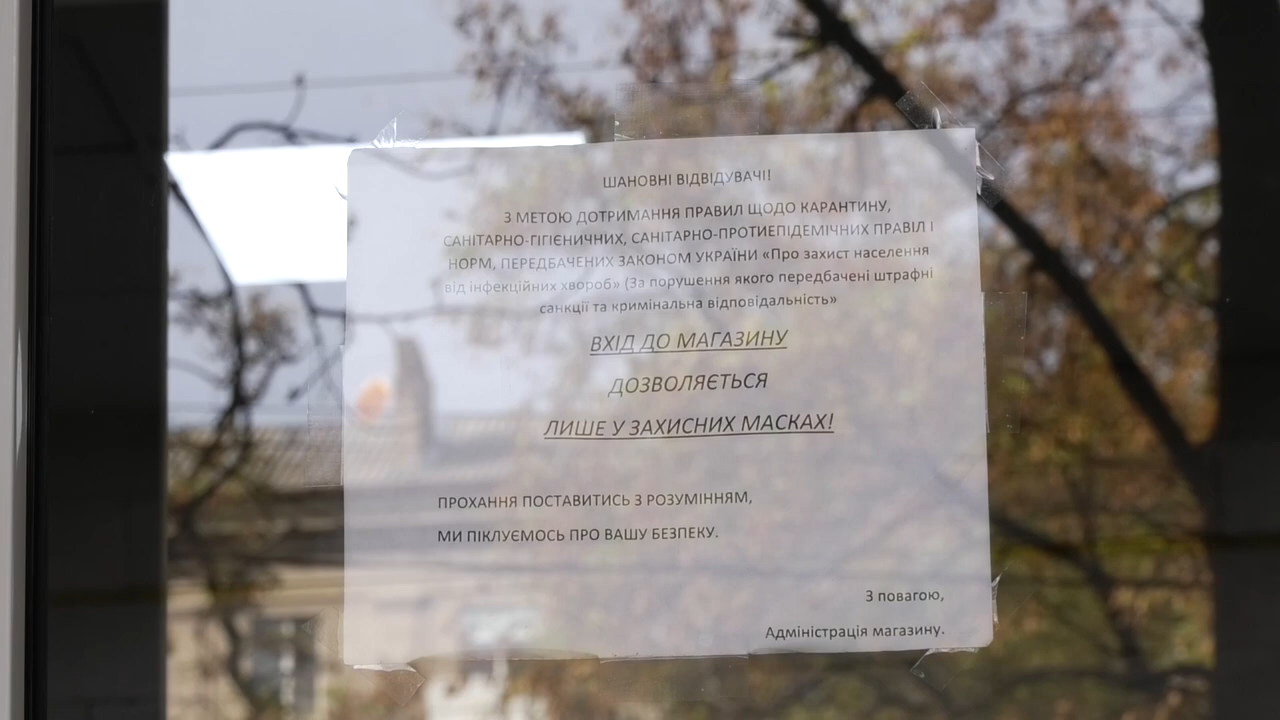 ШАНОВНІ ВІДВІДУВАЧІ!
З МЕТОЮ ДОТРИМАННЯ ПРАВИЛ ЩОДО КАРАНТИНУ,
САНІТАРНО-ГІГІЄНИЧНИХ, САНІТАРНО-ПРОТИЕПІДЕМІЧНИХ ПРАВІЛ І
НОРМ, ПЕРЕДБАЧЕНИХ ЗАКОНОМ УКРАЇНИ «Про захист населення
від інфекційних хвороб» (За порушення якого передбачені штрафні
санкції та кримінальна відповідальність»
ВХІД ДО МАГАЗИНУ
ДОЗВОЛЯЄТЬСЯ
ЛИШЕ У ЗАХИСНИХ МАСКАХ!
ПРОХАННЯ ПОСТАВИТИСЬ З РОЗУМІННЯМ,
МИ ПІКЛУЄМОСЬ ПРО ВАШУ БЕЗПЕКУ.
З повагою,
Адміністрація магазину.